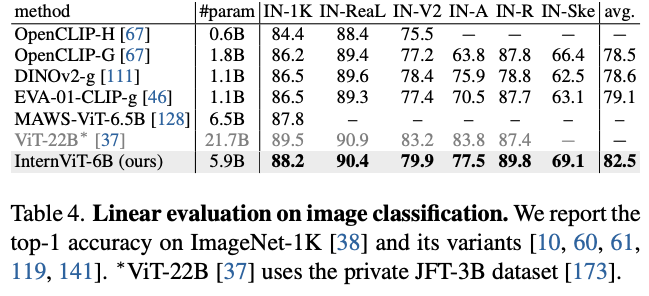 method #param IN-1K IN-ReaL IN-V2 IN-A IN-R IN-Ske avg.
OpenCLIP-H [67] 0.6B 84.4 88.4 75.5 – – – –
OpenCLIP-G [67] 1.8B 86.2 89.4 77.2 63.8 87.8 66.4 78.5
DINOv2-g [111] 1.1B 86.5 89.6 78.4 75.9 78.8 62.5 78.6
EVA-01-CLIP-g [46] 1.1B 86.5 89.3 77.4 70.5 87.7 63.1 79.1
MAWS-ViT-6.5B [128] 6.5B 87.8 – – – – – –
ViT-22B* [37] 21.7B 89.5 90.9 83.2 83.8 87.4 – –
InternViT-6B (ours) 5.9B 88.2 90.4 79.9 77.5 89.8 69.1 82.5
Table 4. Linear evaluation on image classification. We report the
top-1 accuracy on ImageNet-1K [38] and its variants [10, 60, 61,
119, 141]. *ViT-22B [37] uses the private JFT-3B dataset [173].